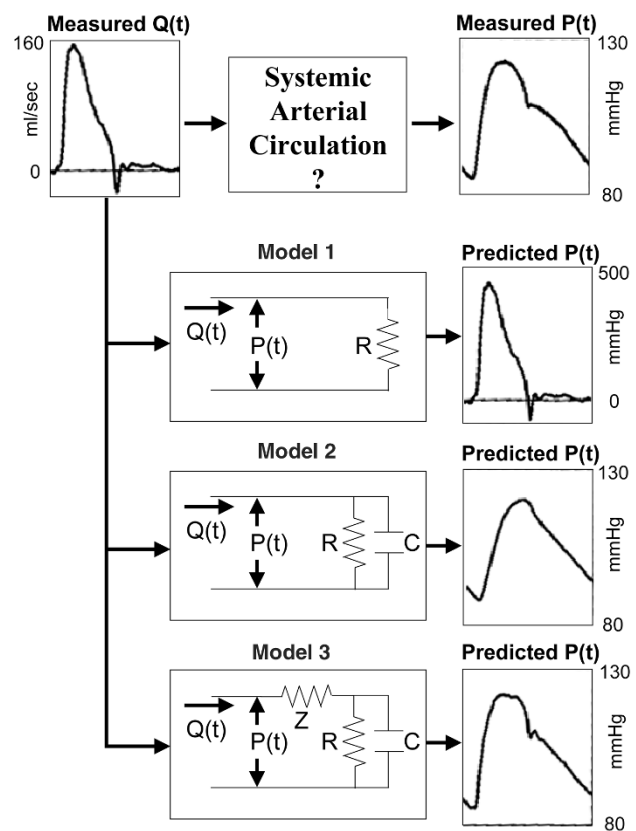 Measured Q(t)
160
ml/sec
0
Systemic
Arterial
Circulation
?
Measured P(t)
130
mmHg
80
Model 1
Q(t)
P(t)
R
Predicted P(t)
500
mmHg
0
Model 2
Q(t)
P(t)
R
C
Predicted P(t)
130
mmHg
80
Model 3
Q(t)
P(t)
Z
R
C
Predicted P(t)
130
mmHg
80